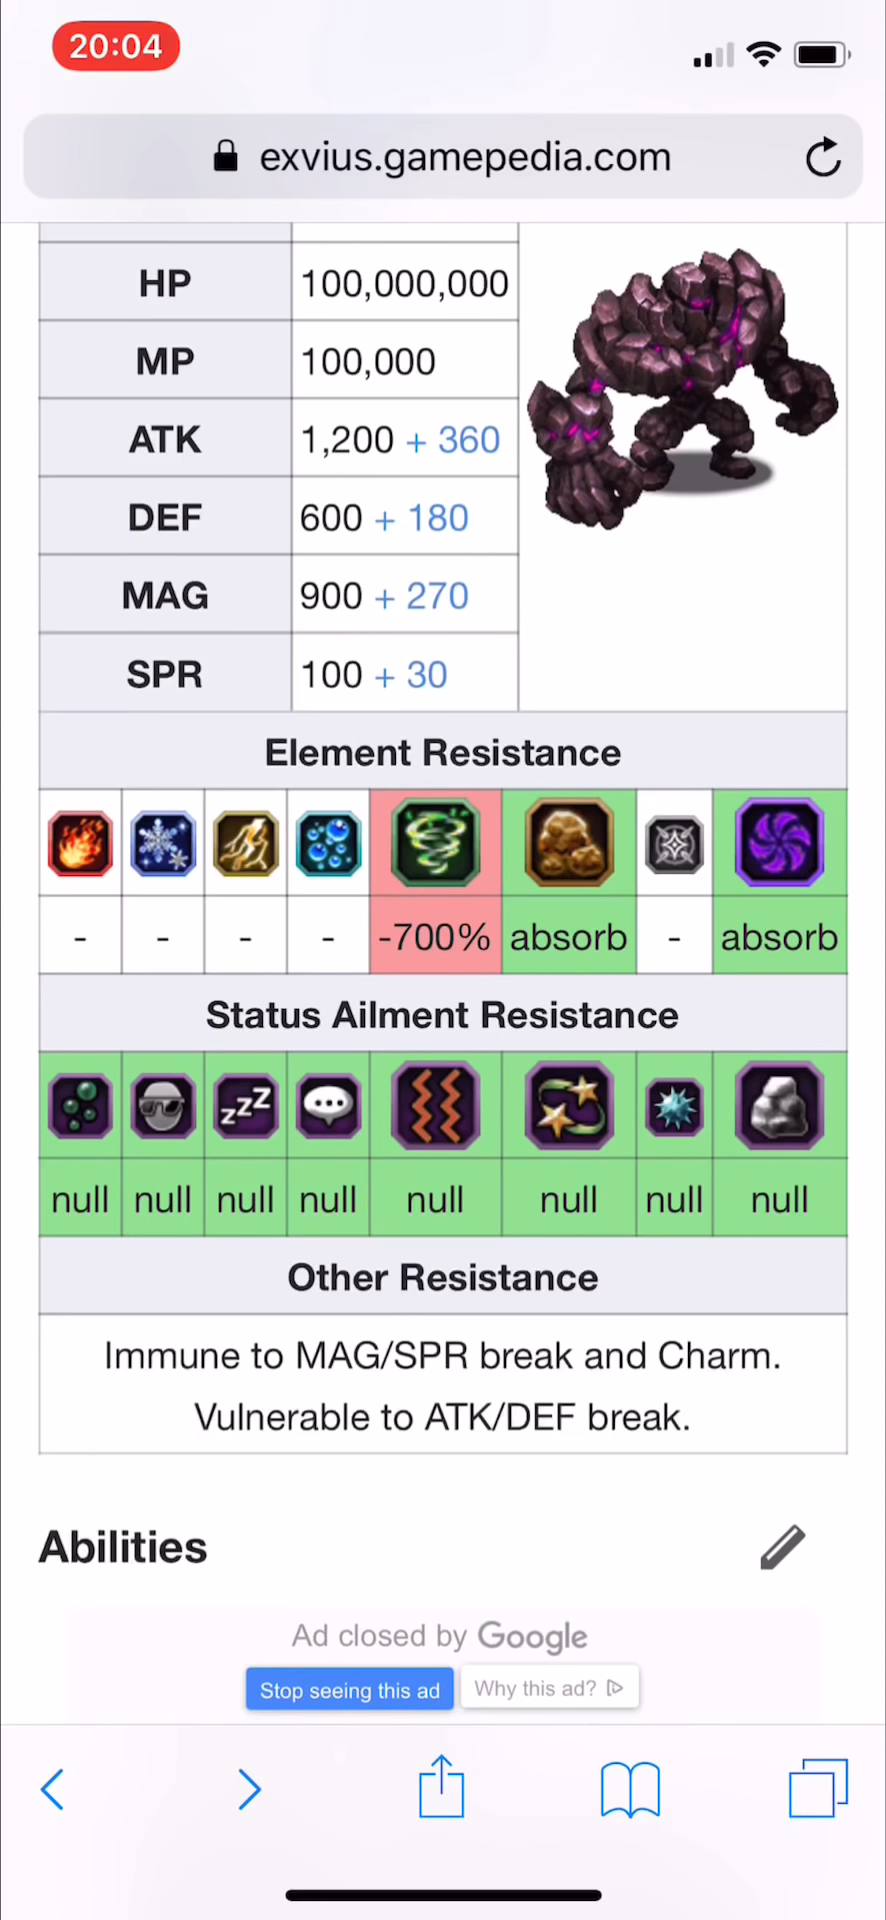 20:04
exvius.gamepedia.com
HP 100,000,000
MP 100,000
ATK 1,200 + 360
DEF 600 + 180
MAG 900 + 270
SPR 100 + 30
Element Resistance
- - - - -700% absorb - absorb
Status Ailment Resistance
zzZ
null null null null null null null null
Other Resistance
Immune to MAG/SPR break and Charm.
Vulnerable to ATK/DEF break.
Abilities
Ad closed by Google
Stop seeing this ad Why this ad?